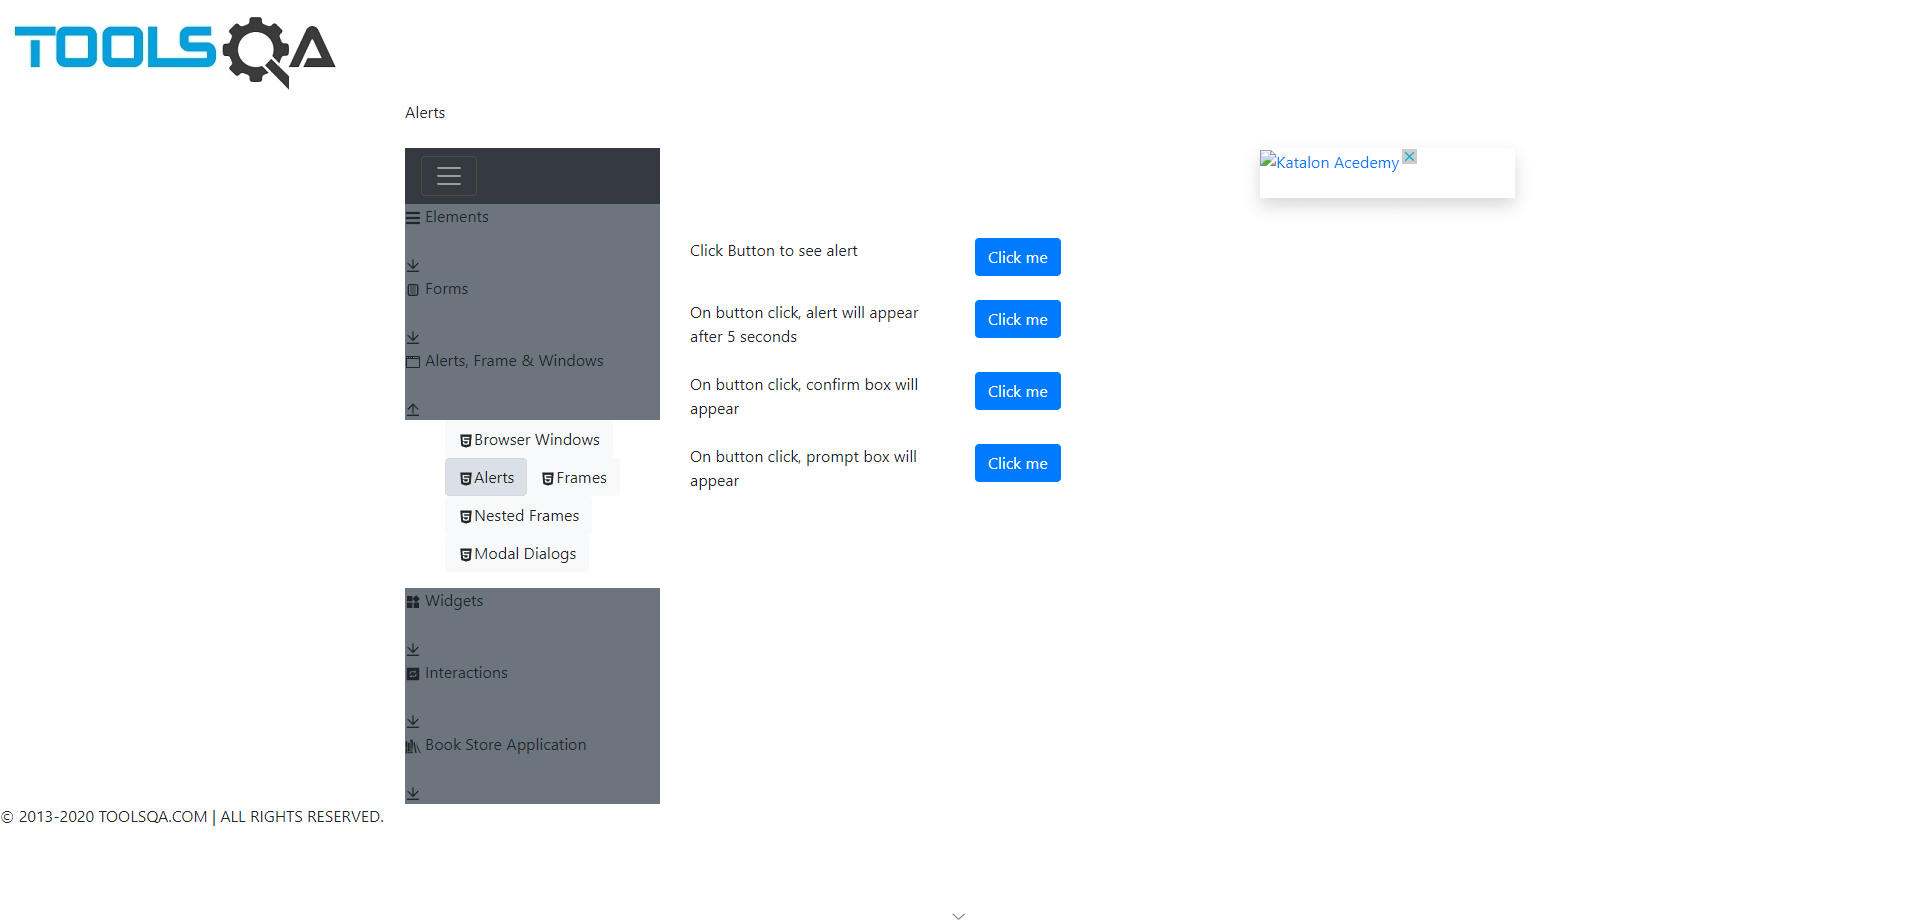 TOOLSQA
Alerts
Katalon Acedemy
Elements
Forms
Alerts, Frame & Windows
Browser Windows
Alerts
Frames
Nested Frames
Modal Dialogs
Widgets
Interactions
Book Store Application
Click Button to see alert
Click me
On button click, alert will appear
after 5 seconds
Click me
On button click, confirm box will
appear
Click me
On button click, prompt box will
appear
Click me
© 2013-2020 TOOLSQA.COM | ALL RIGHTS RESERVED.